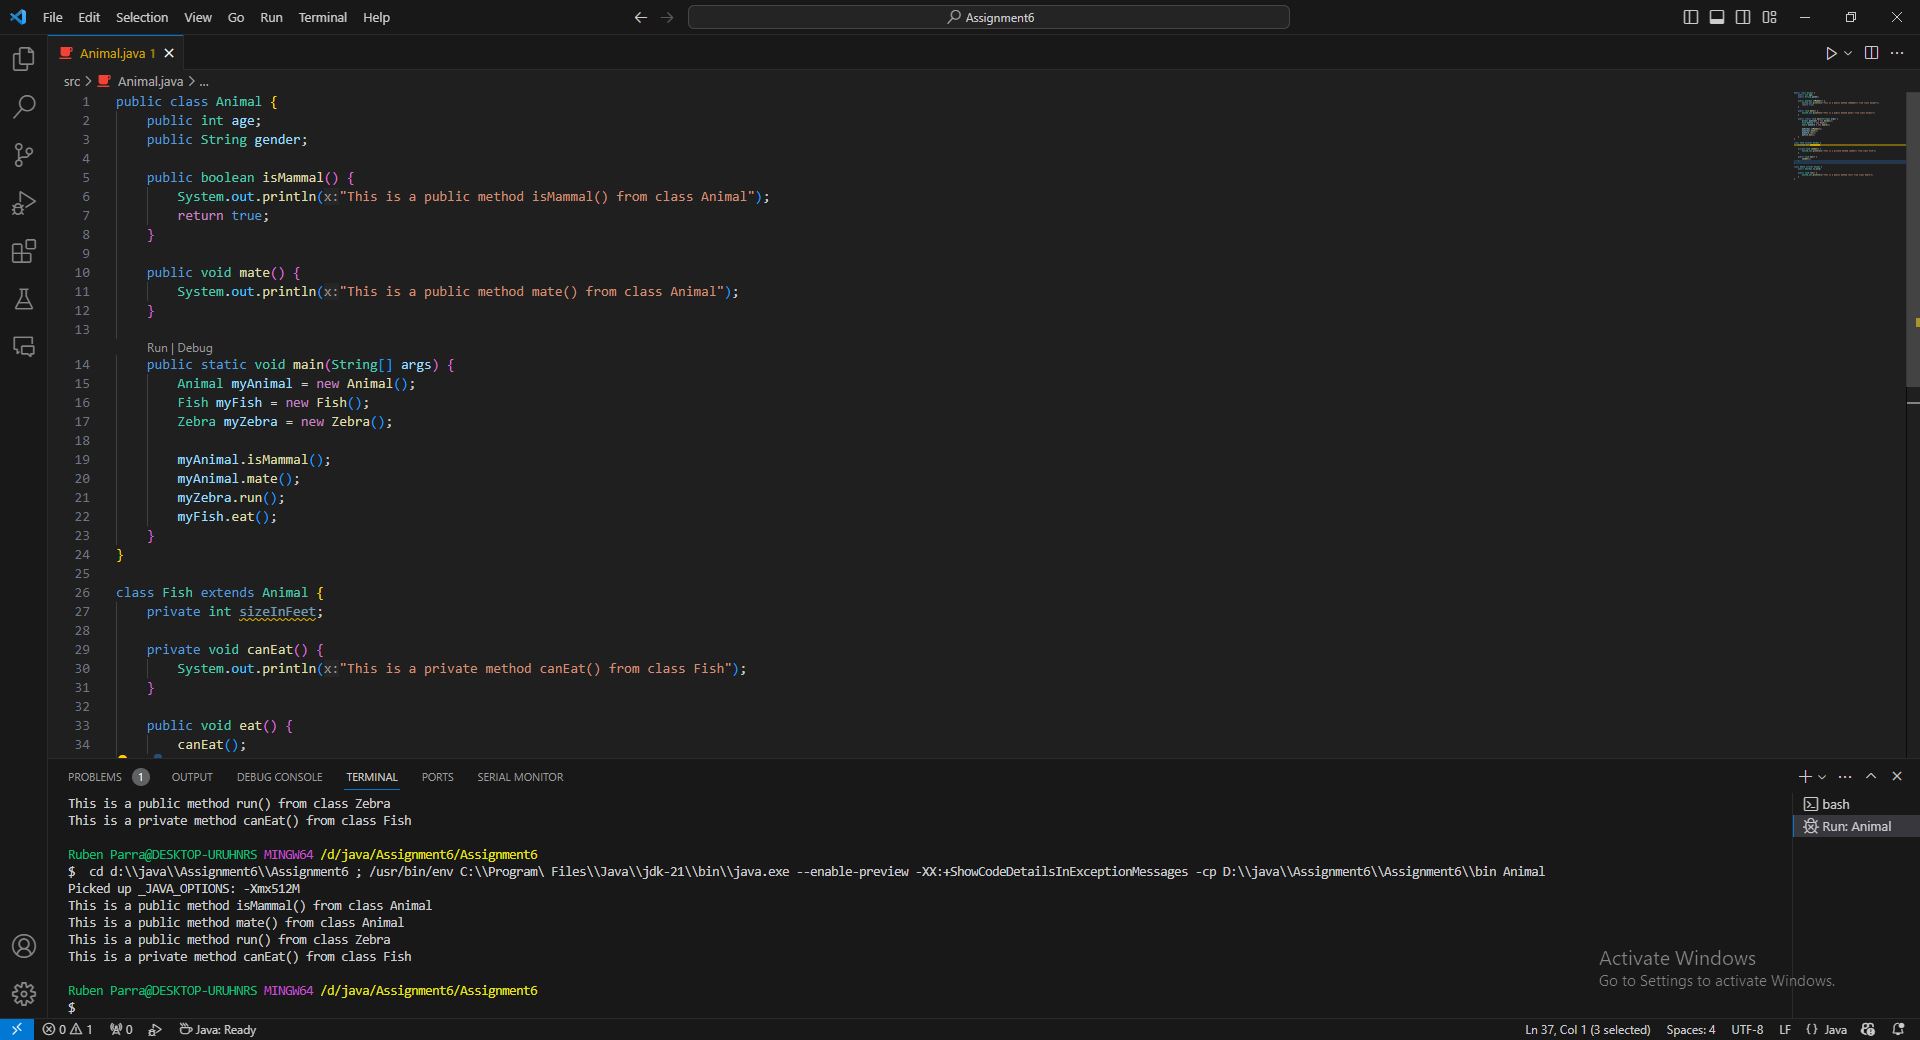 File Edit Selection View Go Run Terminal Help
Assignment6
Animal.java 1
src > Animal.java > ...
1 public class Animal {
2 public int age;
3 public String gender;
4
5 public boolean isMammal() {
6 System.out.println(x:"This is a public method isMammal() from class Animal");
7 return true;
8 }
9
10 public void mate() {
11 System.out.println(x:"This is a public method mate() from class Animal");
12 }
13
Run | Debug
14 public static void main(String[] args) {
15 Animal myAnimal = new Animal();
16 Fish myFish = new Fish();
17 Zebra myZebra = new Zebra();
18
19 myAnimal.isMammal();
20 myAnimal.mate();
21 myZebra.run();
22 myFish.eat();
23 }
24 }
25
26 class Fish extends Animal {
27 private int sizeInFeet;
28
29 private void canEat() {
30 System.out.println(x:"This is a private method canEat() from class Fish");
31 }
32
33 public void eat() {
34 canEat();
PROBLEMS 1 OUTPUT DEBUG CONSOLE TERMINAL PORTS SERIAL MONITOR
This is a public method run() from class Zebra
This is a private method canEat() from class Fish
Ruben Parra@DESKTOP-URUHNRS MINGW64 /d/java/Assignment6/Assignment6
$ cd d:\\java\\Assignment6\\Assignment6 ; /usr/bin/env C:\\Program\ Files\\Java\\jdk-21\\bin\\java.exe --enable-preview -XX:+ShowCodeDetailsInExceptionMessages -cp D:\\java\\Assignment6\\Assignment6\\bin Animal
Picked up _JAVA_OPTIONS: -Xmx512M
This is a public method isMammal() from class Animal
This is a public method mate() from class Animal
This is a public method run() from class Zebra
This is a private method canEat() from class Fish
Ruben Parra@DESKTOP-URUHNRS MINGW64 /d/java/Assignment6/Assignment6
$
bash
Run: Animal
Activate Windows
Go to Settings to activate Windows.
0 1 0 Java: Ready
Ln 37, Col 1 (3 selected) Spaces: 4 UTF-8 LF {} Java